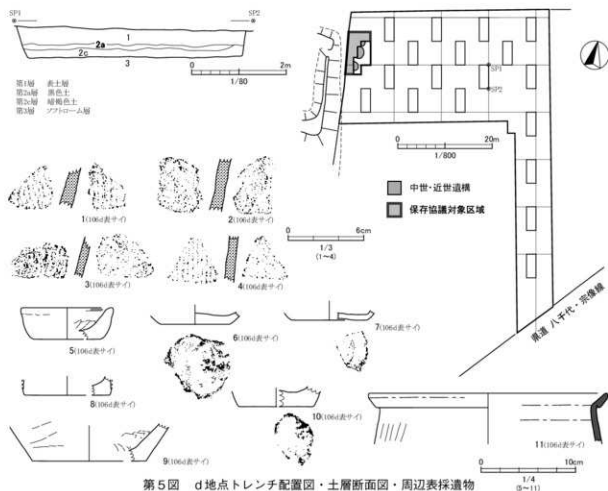 SP1
SP2
1
2a
2c
3
0
2m
1/80
第1層 表土層
第2a層 黒色土
第2c層 暗褐色土
第3層 ソフトローム層
SP1
SP2
0
20m
1/800
中世・近世遺構
保存協議対象区域
県道 八千代・宗像線
1(106d表サイ)
2(106d表サイ)
3(106d表サイ)
4(106d表サイ)
0
6cm
1/3
(1~4)
5(106d表サイ)
6(106d表サイ)
7(106d表サイ)
8(106d表サイ)
9(106d表サイ)
10(106d表サイ)
11(106d表サイ)
0
10cm
1/4
(5~11)
第5図 d地点トレンチ配置図・土層断面図・周辺表採遺物